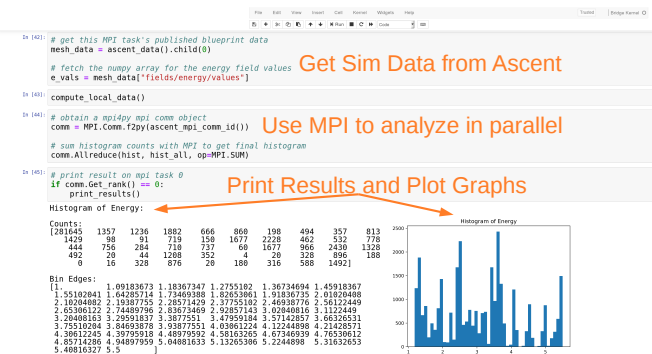 File Edit View Insert Cell Kernel Widgets Help Trusted Bridge Kernel
Run Code
In [42]: # get this MPI task's published blueprint data
mesh_data = ascent_data().child(0)
# fetch the numpy array for the energy field values
e_vals = mesh_data["fields/energy/values"]
Get Sim Data from Ascent
In [43]: compute_local_data()
In [44]: # obtain a mpi4py mpi comm object
comm = MPI.Comm.f2py(ascent_mpi_comm_id())
# sum histogram counts with MPI to get final histogram
comm.Allreduce(hist, hist_all, op=MPI.SUM)
Use MPI to analyze in parallel
In [45]: # print result on mpi task 0
if comm.Get_rank() == 0:
print_results()
Print Results and Plot Graphs
Histogram of Energy:
Counts:
[281645 1357 1236 1882 666 860 198 494 357 813
1429 98 91 719 150 1677 2228 462 532 778
444 756 284 710 737 60 1677 966 2430 1328
492 20 44 1208 352 4 20 328 896 188
0 16 328 876 20 180 316 588 1492]
Bin Edges:
[1. 1.09183673 1.18367347 1.2755102 1.36734694 1.45918367
1.55102041 1.64285714 1.73469388 1.82653061 1.91836735 2.01020408
2.10204082 2.19387755 2.28571429 2.37755102 2.46938776 2.56122449
2.65306122 2.74489796 2.83673469 2.92857143 3.02040816 3.1122449
3.20408163 3.29591837 3.3877551 3.47959184 3.57142857 3.66326531
3.75510204 3.84693878 3.93877551 4.03061224 4.12244898 4.21428571
4.30612245 4.39795918 4.48979592 4.58163265 4.67346939 4.76530612
4.85714286 4.94897959 5.04081633 5.13265306 5.2244898 5.31632653
5.40816327 5.5 ]
Histogram of Energy
2500
2000
1500
1000
500
0
1 2 3 4 5